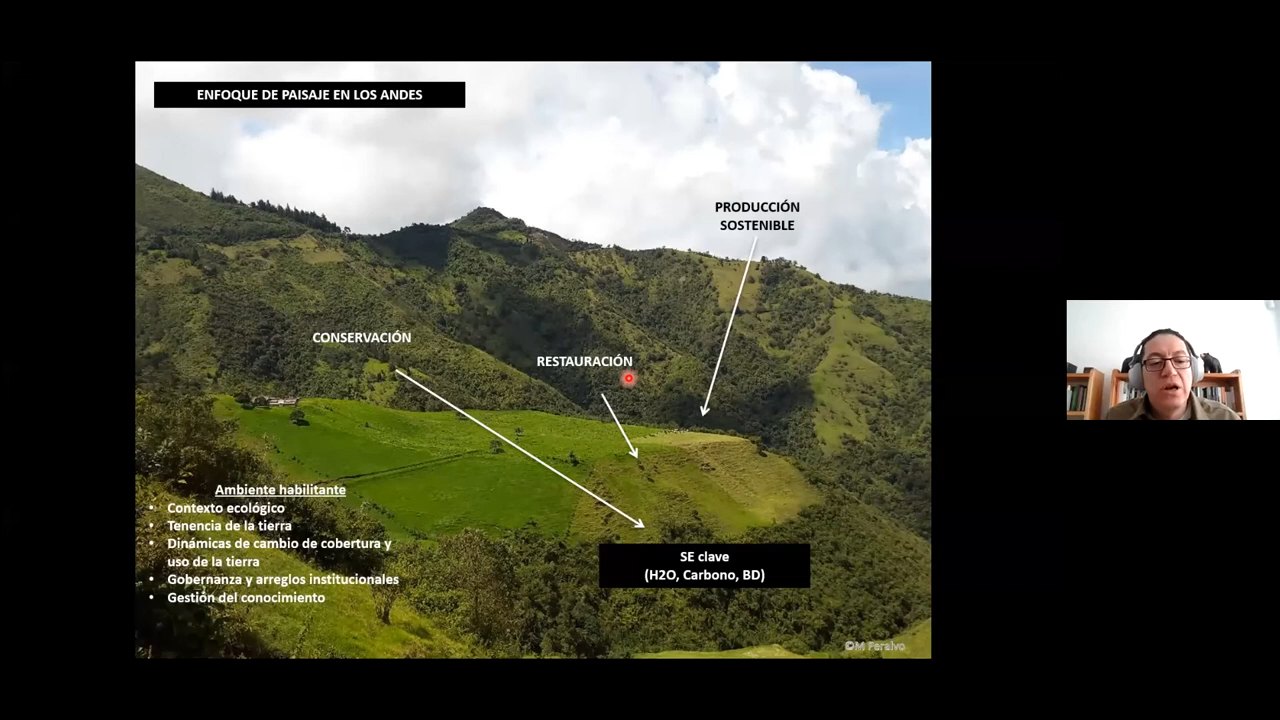 ENFOQUE DE PAISAJE EN LOS ANDES
PRODUCCIÓN
SOSTENIBLE
CONSERVACIÓN
RESTAURACIÓN
Ambiente habilitante
• Contexto ecológico
• Tenencia de la tierra
• Dinámicas de cambio de cobertura y
uso de la tierra
• Gobernanza y arreglos institucionales
• Gestión del conocimiento
SE clave
(H2O, Carbono, BD)
©M Peralvo